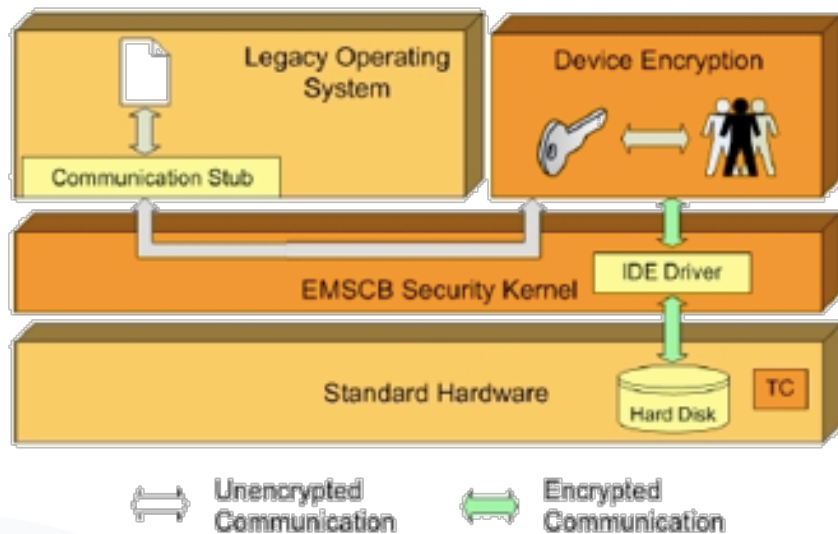 Legacy Operating
System
Device Encryption
Communication Stub
IDE Driver
EMSCB Security Kernel
Standard Hardware
Hard Disk
TC
Unencrypted
Communication
Encrypted
Communication